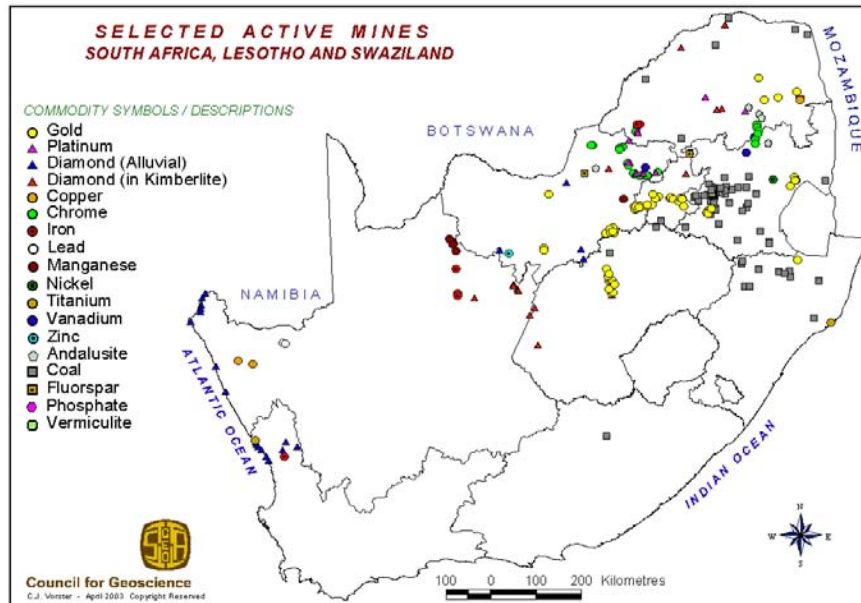 SELECTED ACTIVE MINES
SOUTH AFRICA, LESOTHO AND SWAZILAND
COMMODITY SYMBOLS / DESCRIPTIONS
Gold
Platinum
Diamond (Alluvial)
Diamond (in Kimberlite)
Copper
Chrome
Iron
Lead
Manganese
Nickel
Titanium
Vanadium
Zinc
Andalusite
Coal
Fluorspar
Phosphate
Vermiculite
BOTSWANA
MOZAMBIQUE
NAMIBIA
ATLANTIC OCEAN
INDIAN OCEAN
N
W E
S
Council for Geoscience
C.J. Vorster - April 2003 Copyright Reserved
100 0 100 200 Kilometres